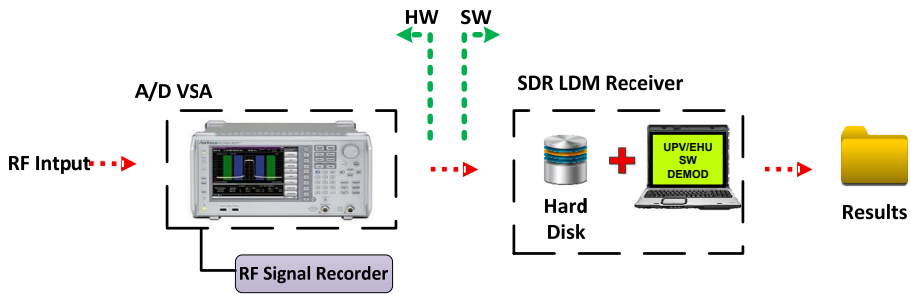 HW SW
A/D VSA
SDR LDM Receiver
RF Intput
UPV/EHU
SW
DEMOD
Hard
Disk
Results
RF Signal Recorder